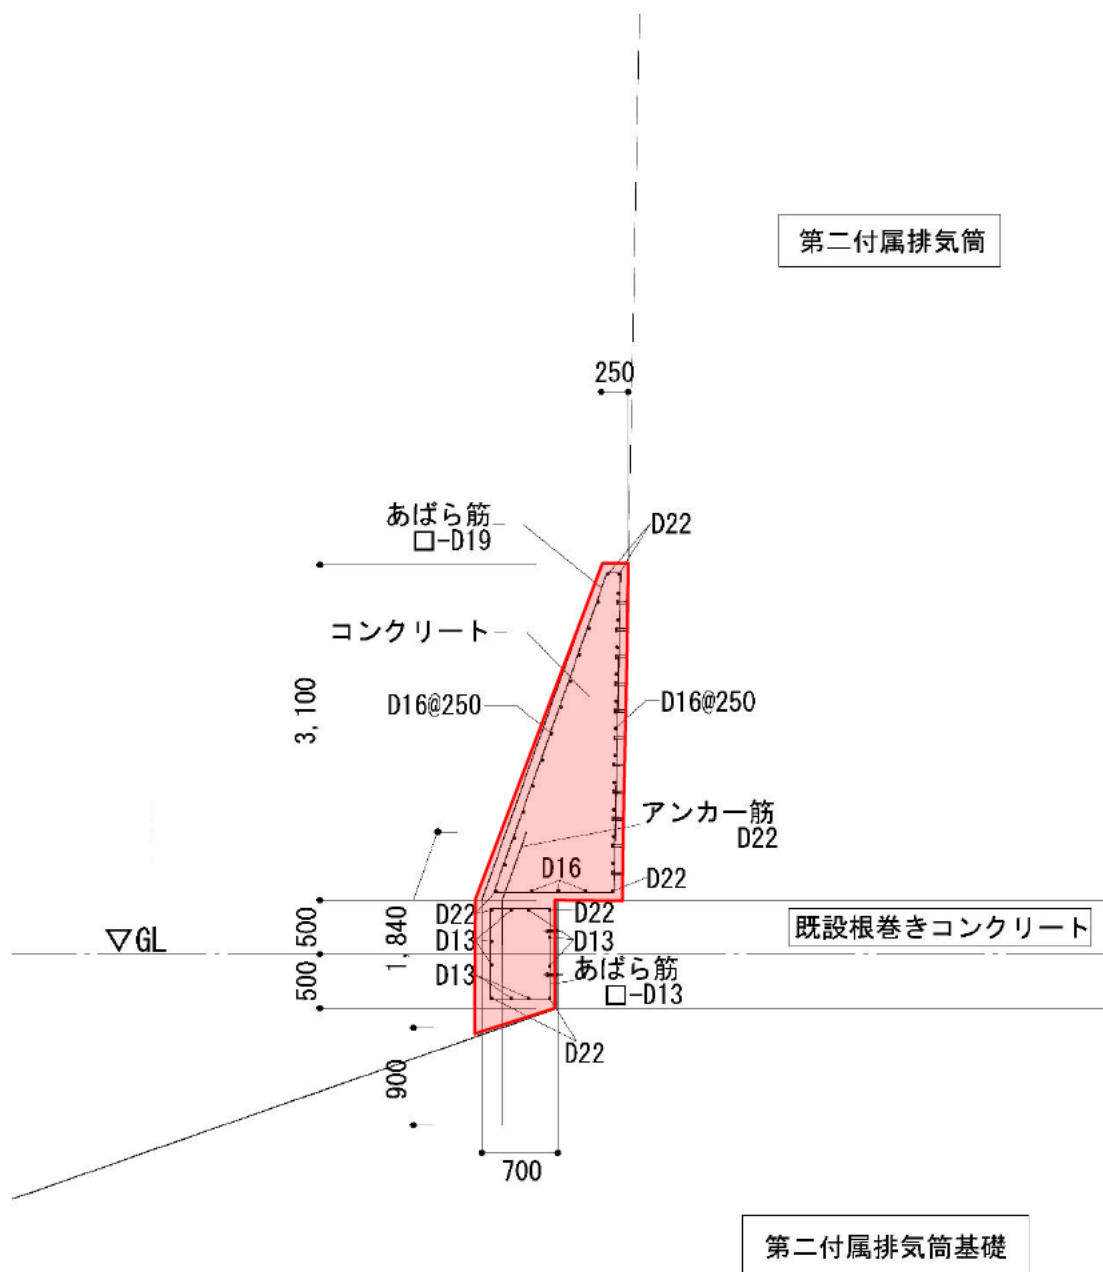 第二付属排気筒
250
あばら筋
□-D19
D22
コンクリート
3,100
D16@250
D16@250
アンカー筋
D22
D16
D22
D22
D22
既設根巻きコンクリート
▽GL
500
1,840
D13
D13
500
D13
あばら筋
□-D13
D22
900
700
第二付属排気筒基礎